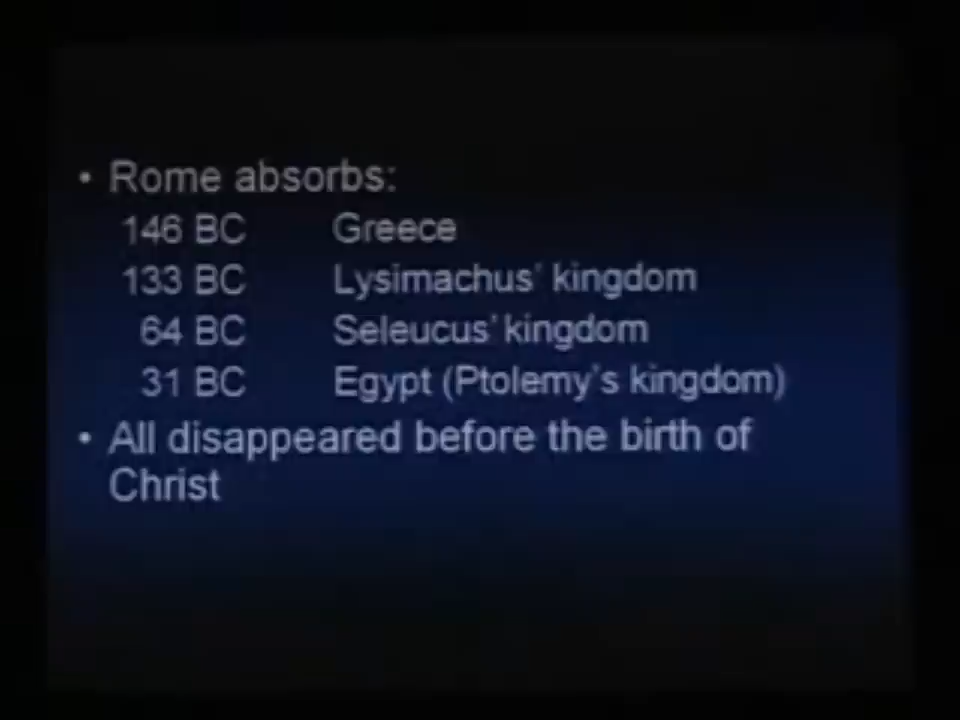 • Rome absorbs:
146 BC Greece
133 BC Lysimachus' kingdom
64 BC Seleucus' kingdom
31 BC Egypt (Ptolemy's kingdom)
• All disappeared before the birth of
Christ